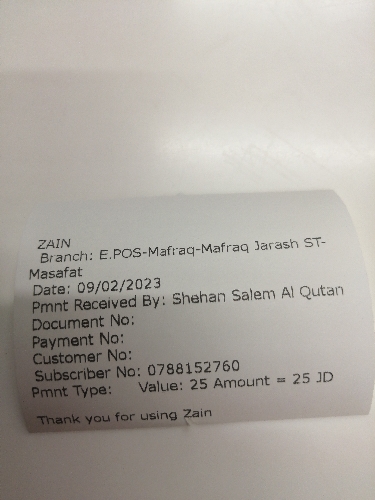 ZAIN
Branch: E.POS-Mafraq-Mafraq Jarash ST-
Masafat
Date: 09/02/2023
Pmnt Received By: Shehan Salem Al Qutan
Document No:
Payment No:
Customer No:
Subscriber No: 0788152760
Pmnt Type: Value: 25 Amount = 25 JD
Thank you for using Zain